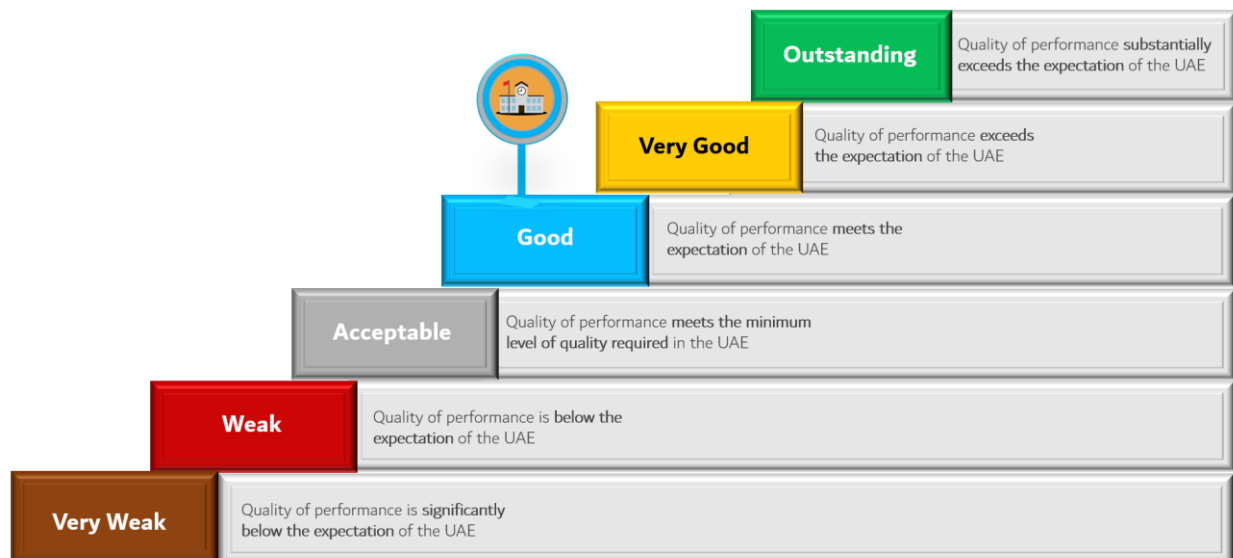 Outstanding
Quality of performance substantially
exceeds the expectation of the UAE
Very Good
Quality of performance exceeds
the expectation of the UAE
Good
Quality of performance meets the
expectation of the UAE
Acceptable
Quality of performance meets the minimum
level of quality required in the UAE
Weak
Quality of performance is below the
expectation of the UAE
Very Weak
Quality of performance is significantly
below the expectation of the UAE